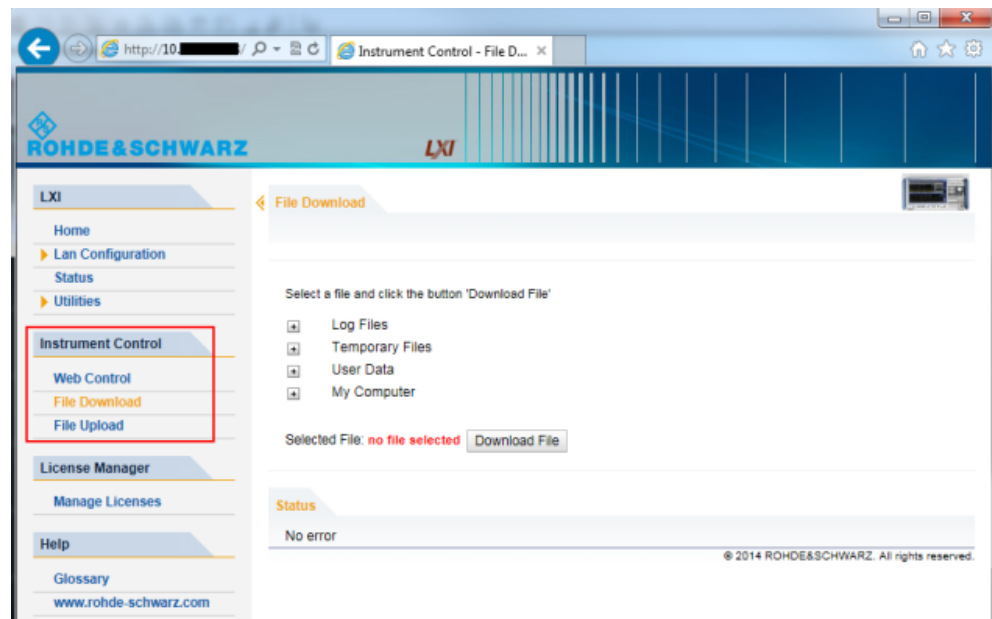 http://10.
Instrument Control - File D...
ROHDE&SCHWARZ
LXI
LXI
Home
Lan Configuration
Status
Utilities
Instrument Control
Web Control
File Download
File Upload
License Manager
Manage Licenses
Help
Glossary
www.rohde-schwarz.com
File Download
Select a file and click the button 'Download File'
Log Files
Temporary Files
User Data
My Computer
Selected File: no file selected Download File
Status
No error
© 2014 ROHDE&SCHWARZ. All rights reserved.